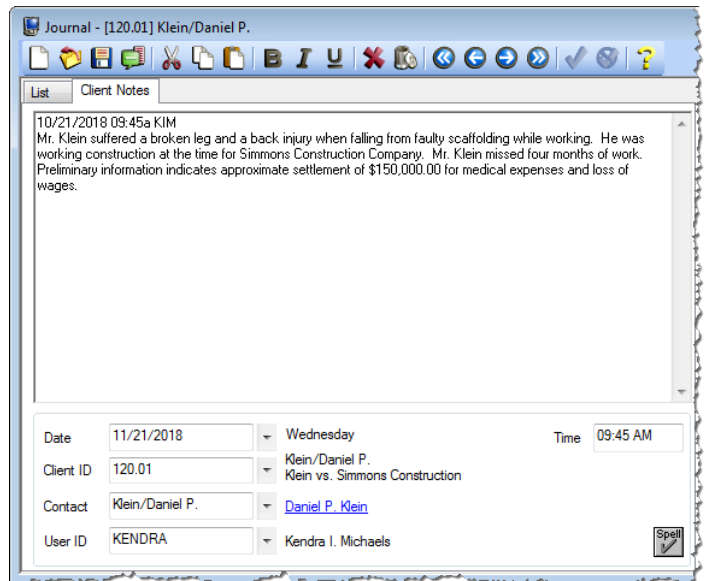 Journal - [120.01] Klein/Daniel P.
B I U ?
List Client Notes
10/21/2018 09:45a KIM
Mr. Klein suffered a broken leg and a back injury when falling from faulty scaffolding while working.  He was
working construction at the time for Simmons Construction Company.  Mr. Klein missed four months of work.
Preliminary information indicates approximate settlement of $150,000.00 for medical expenses and loss of
wages.
Date 11/21/2018 Wednesday Time 09:45 AM
Client ID 120.01 Klein/Daniel P.
Klein vs. Simmons Construction
Contact Klein/Daniel P. Daniel P. Klein
User ID KENDRA Kendra I. Michaels Spell